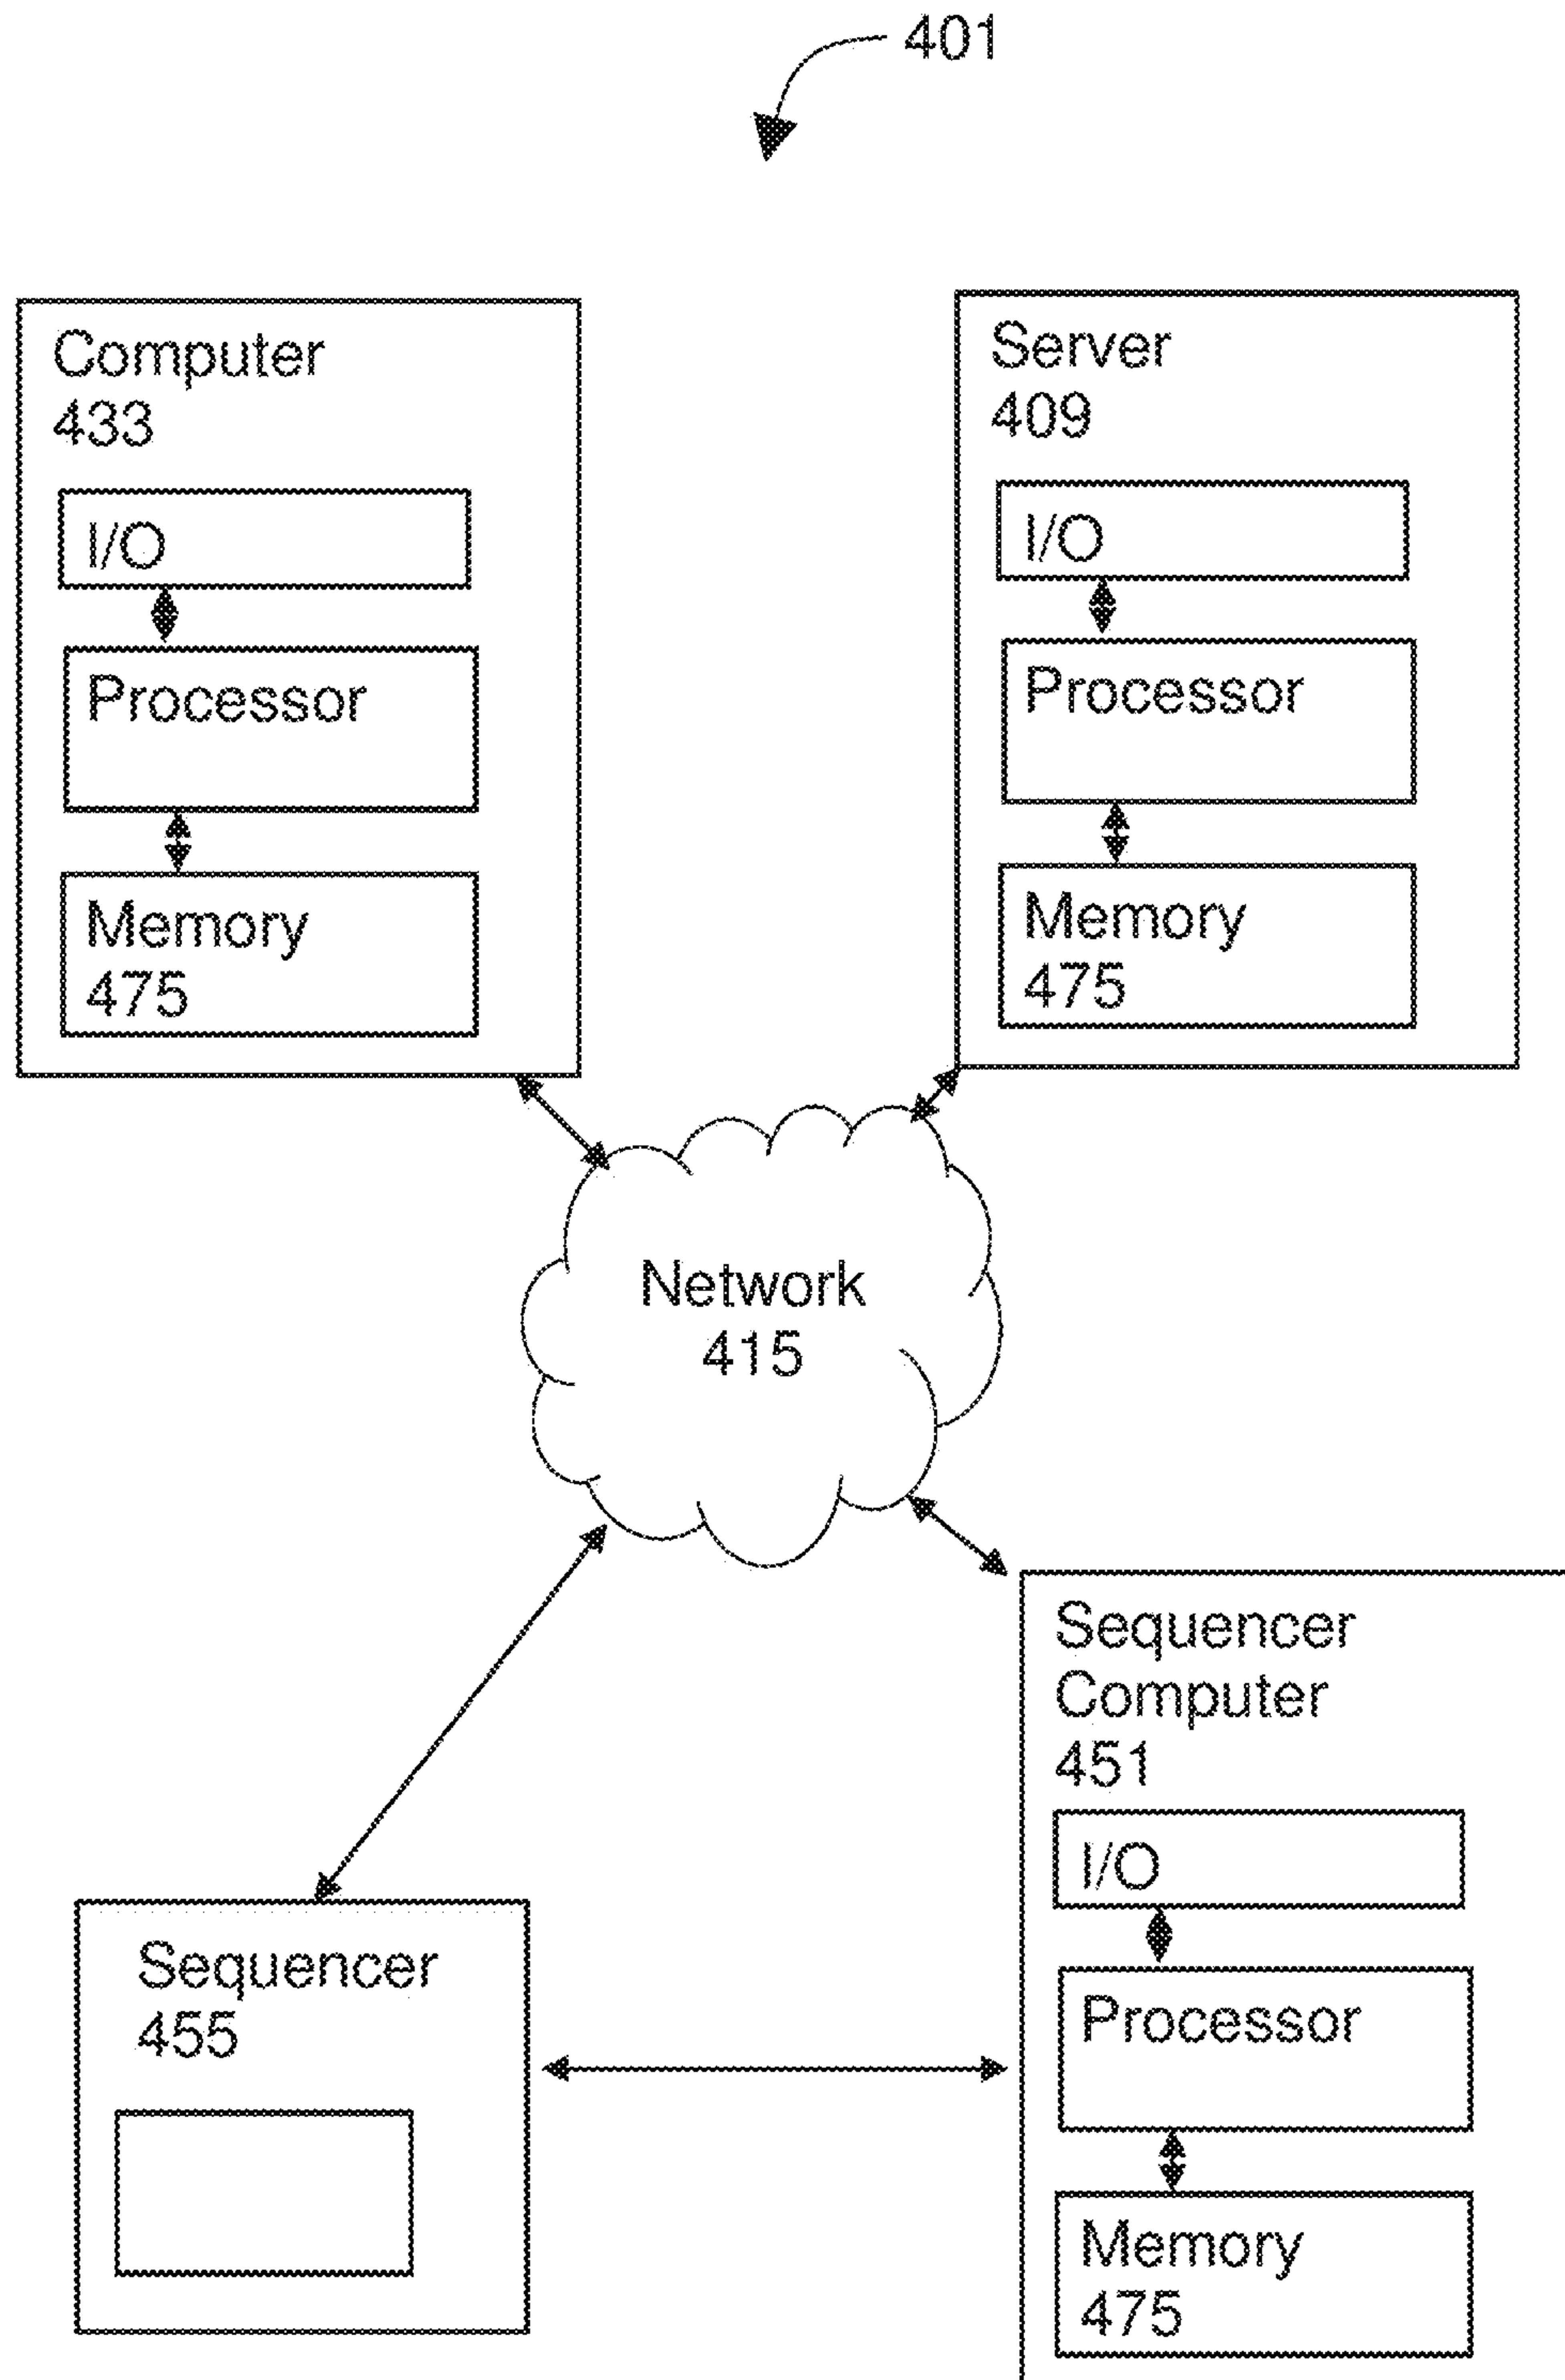 401
Computer
433
I/O
Processor
Memory
475
Server
409
I/O
Processor
Memory
475
Network
415
Sequencer
455
Sequencer
Computer
451
I/O
Processor
Memory
475